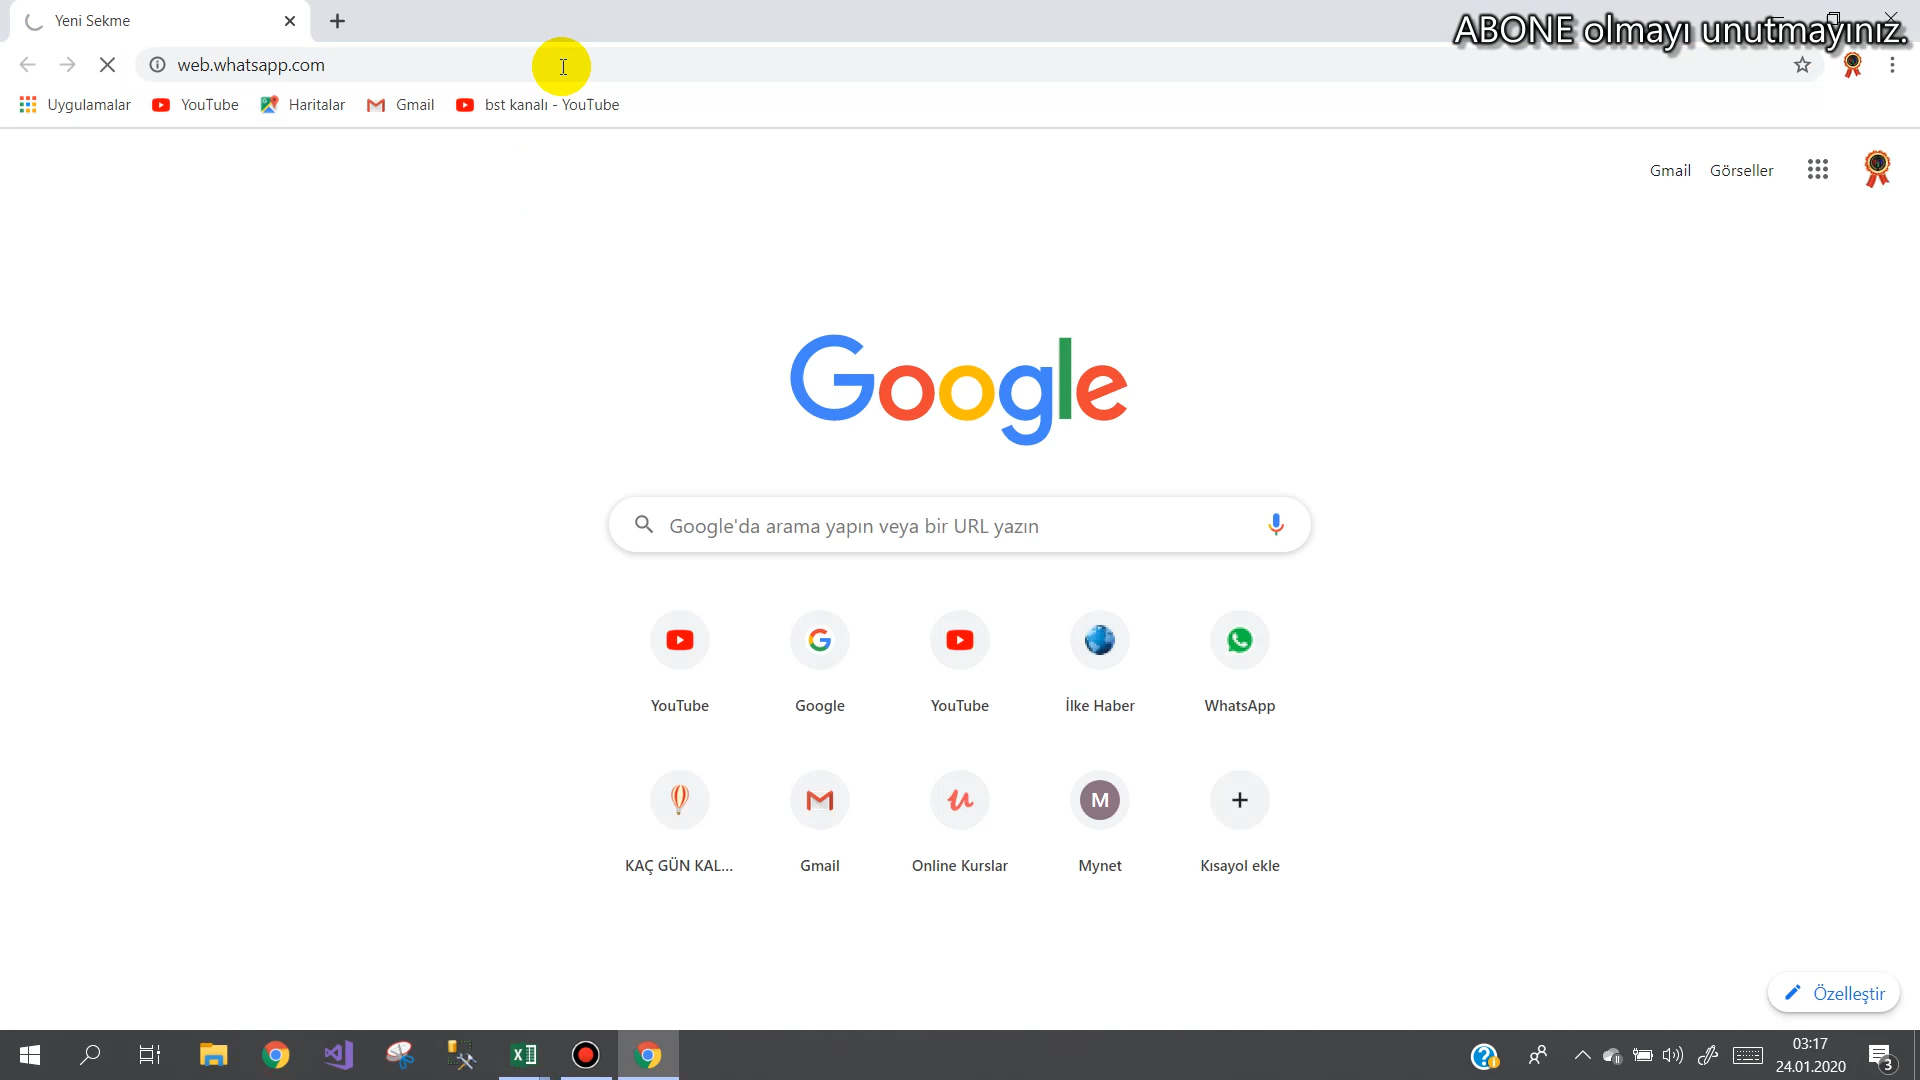 Yeni Sekme
ABONE olmayı unutmayınız.
web.whatsapp.com
Uygulamalar YouTube Haritalar Gmail bst kanalı - YouTube
Gmail Görseller
Google
Google'da arama yapın veya bir URL yazın
YouTube Google YouTube İlke Haber WhatsApp
M
KAÇ GÜN KAL... Gmail Online Kurslar Mynet Kısayol ekle
Özelleştir
03:17
24.01.2020
3